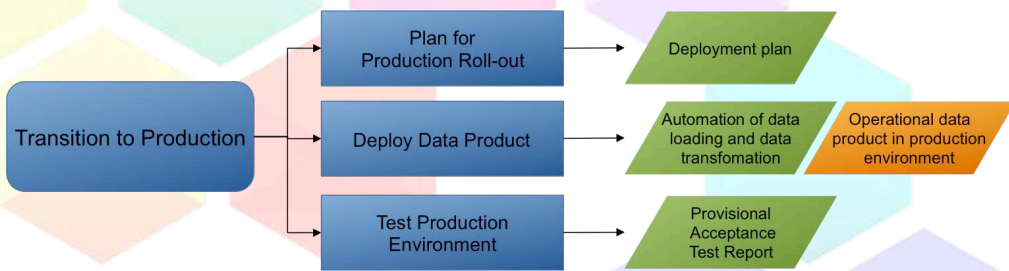 Transition to Production
Plan for
Production Roll-out
Deployment plan
Deploy Data Product
Automation of data
loading and data
transfomation
Operational data
product in production
environment
Test Production
Environment
Provisional
Acceptance
Test Report